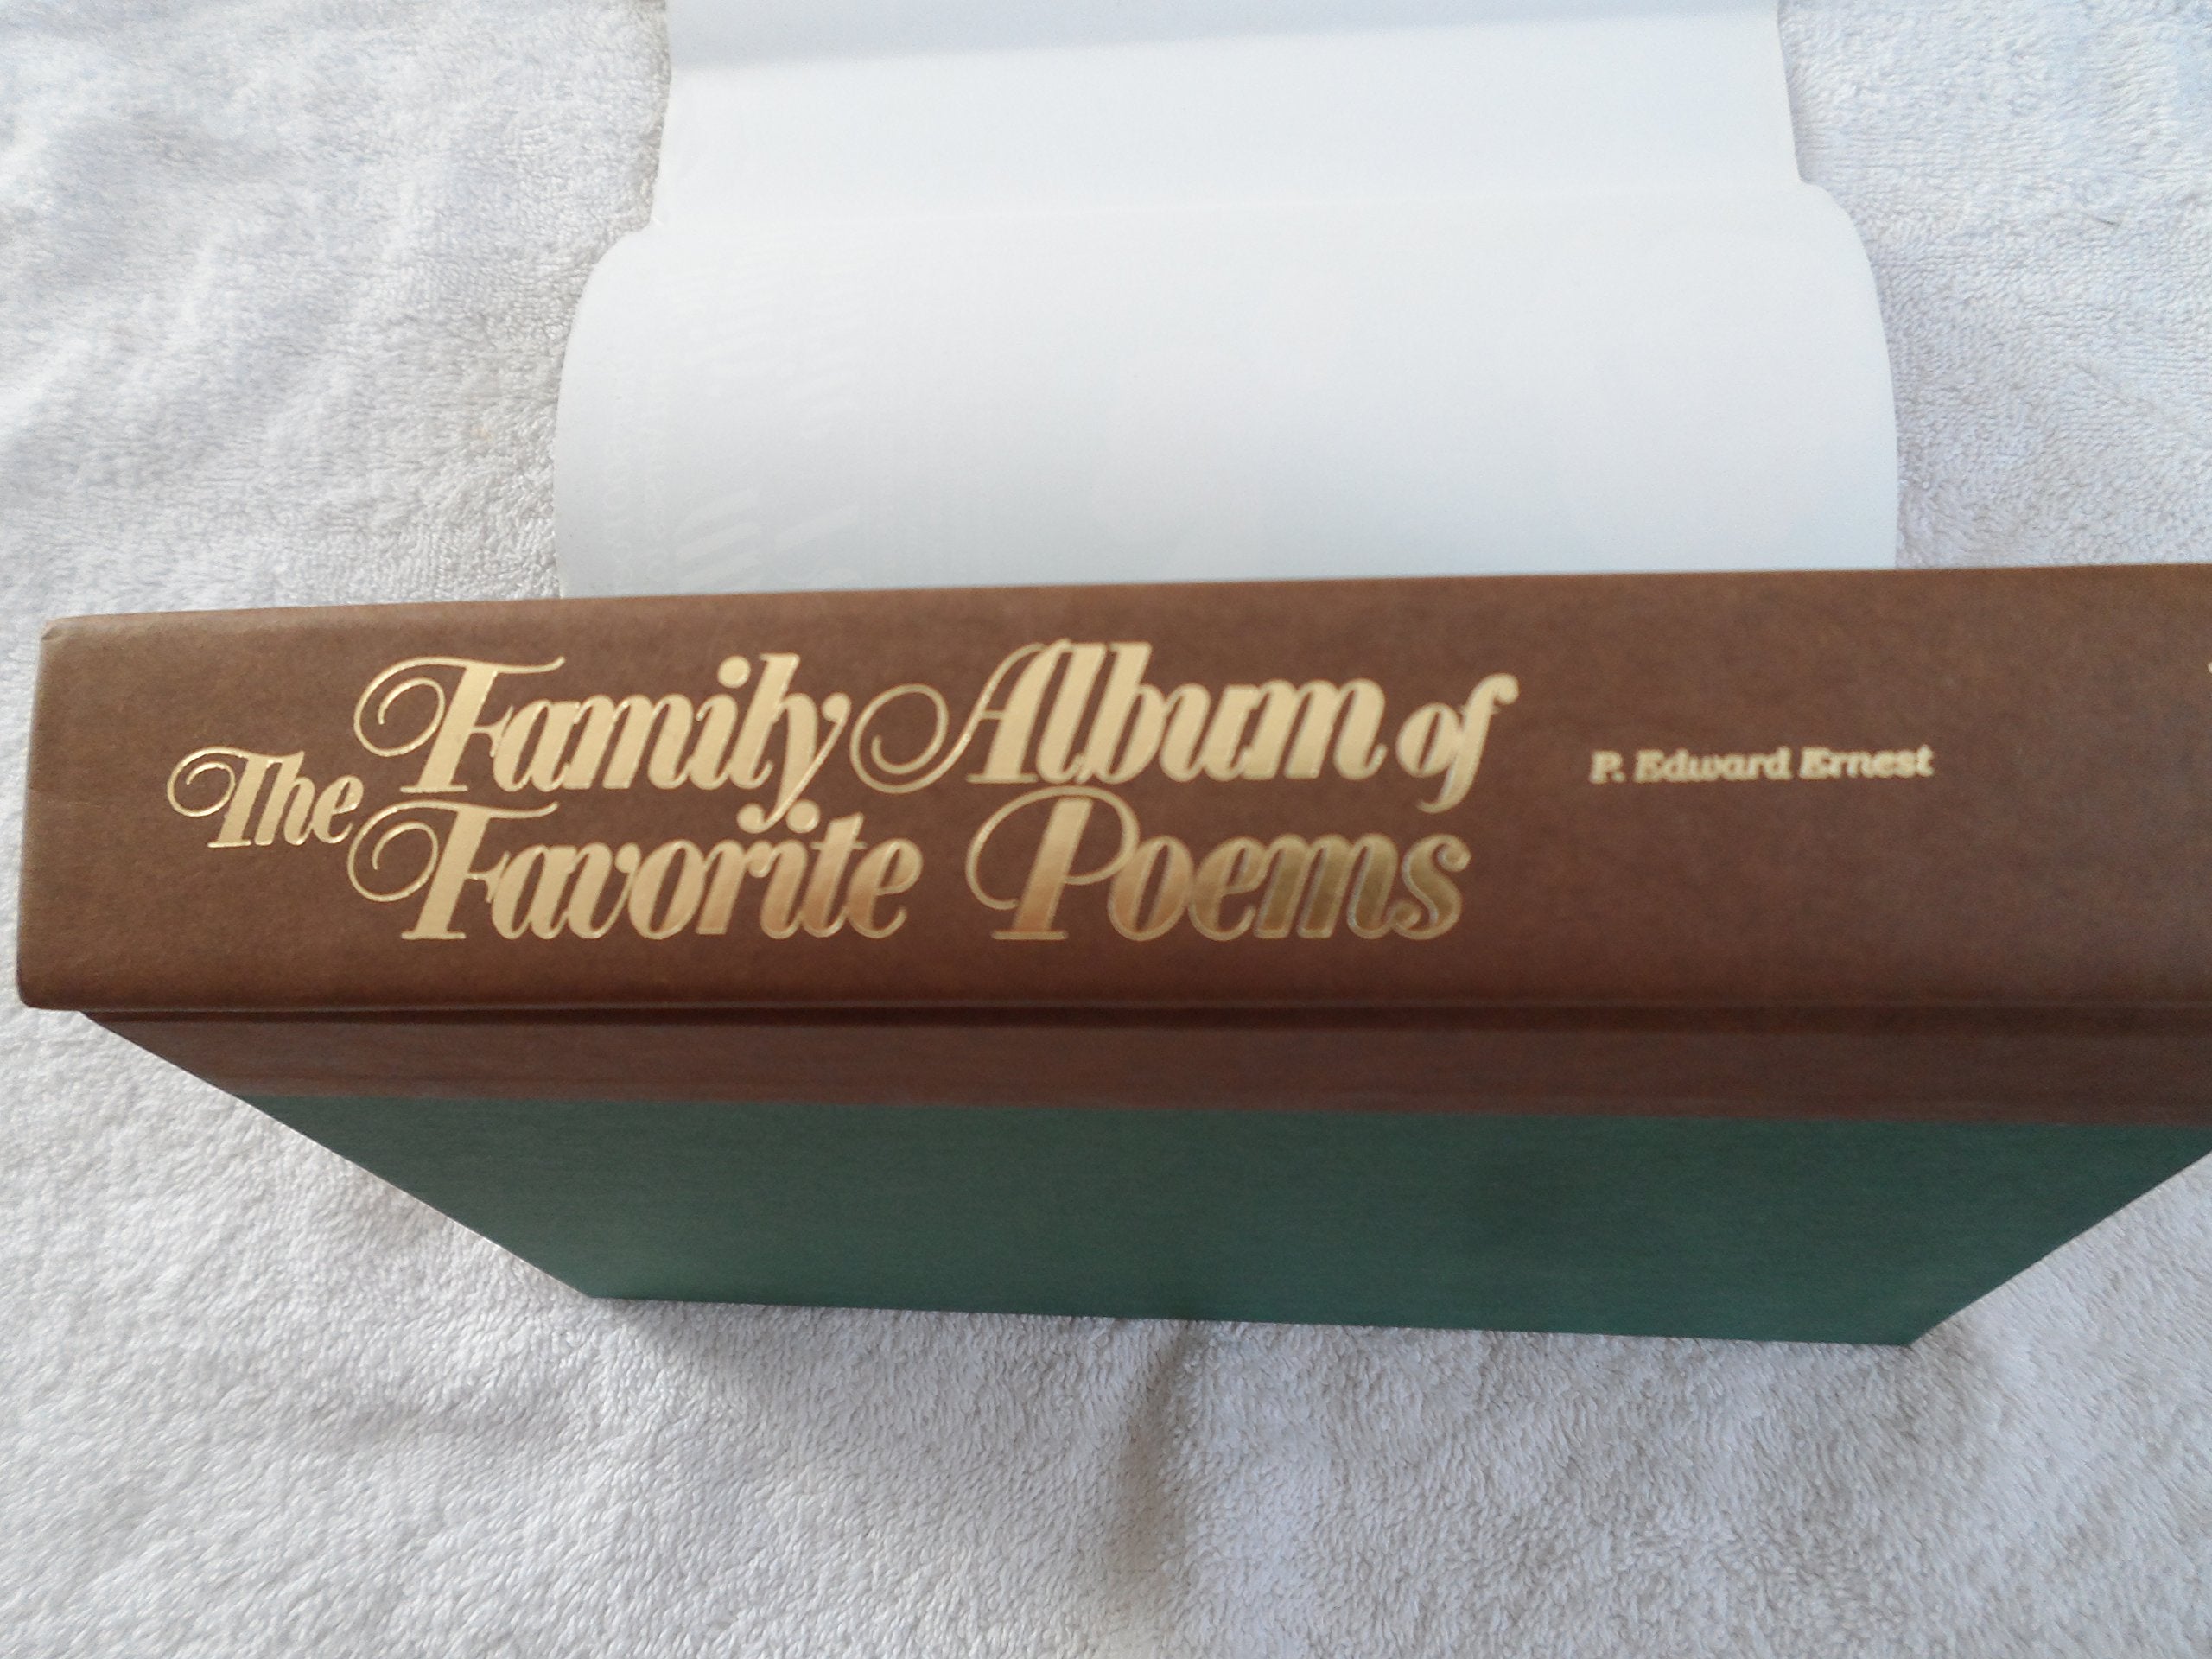 The Family Album of
Favorite Poems
P. Edward Ernest